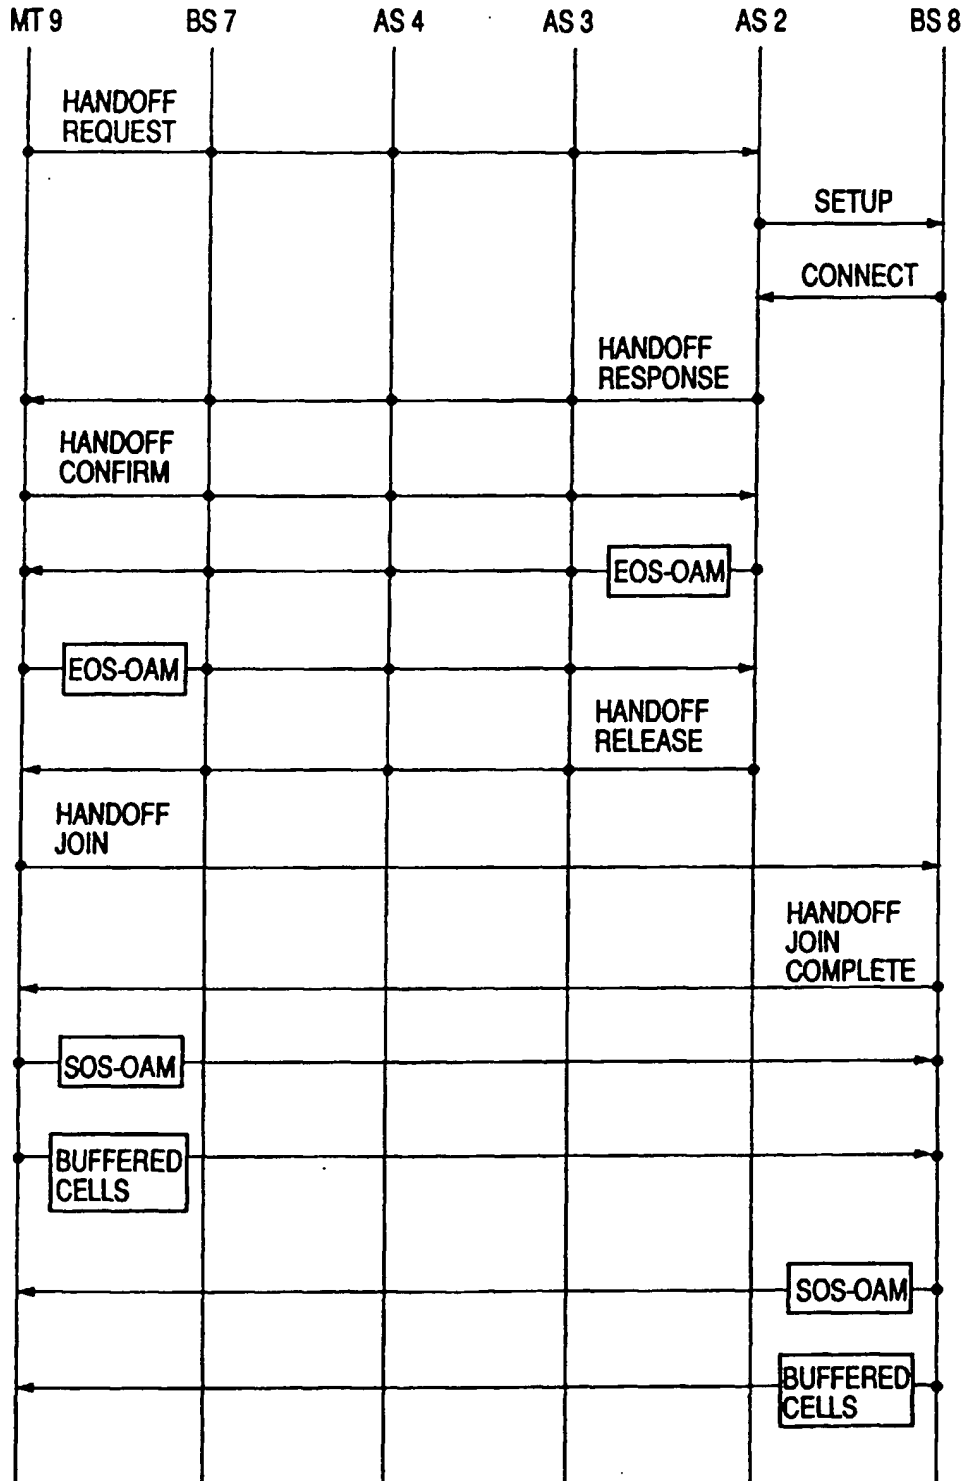 MT 9 BS 7 AS 4 AS 3 AS 2 BS 8
HANDOFF
REQUEST
SETUP
CONNECT
HANDOFF
RESPONSE
HANDOFF
CONFIRM
EOS-OAM
EOS-OAM
HANDOFF
RELEASE
HANDOFF
JOIN
HANDOFF
JOIN
COMPLETE
SOS-OAM
BUFFERED
CELLS
SOS-OAM
BUFFERED
CELLS